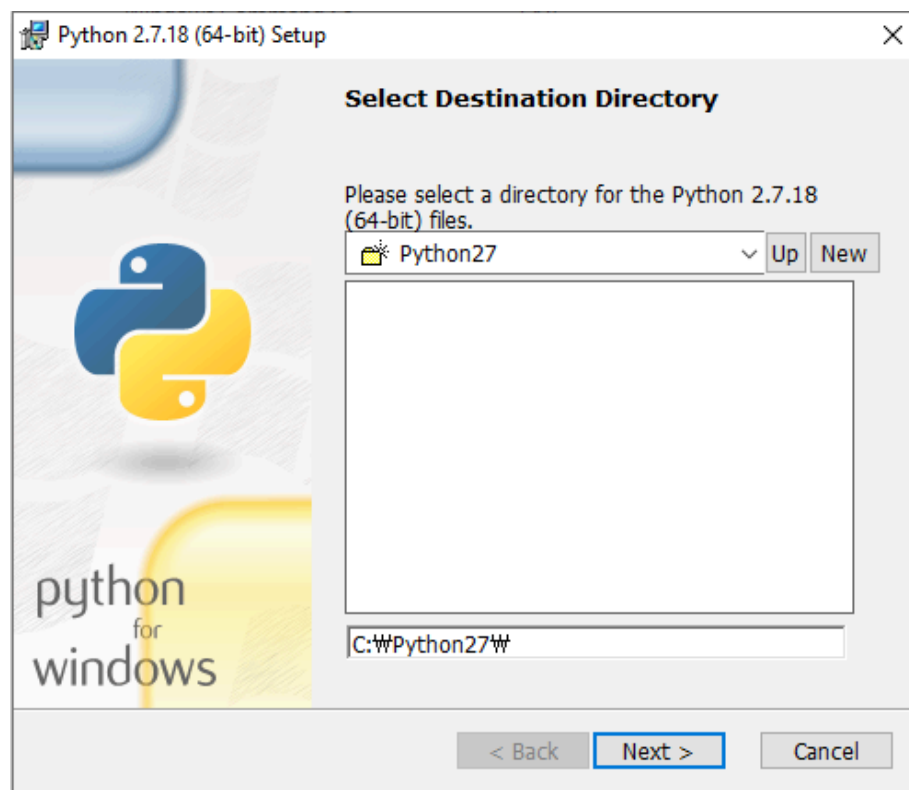 Python 2.7.18 (64-bit) Setup
Select Destination Directory
Please select a directory for the Python 2.7.18
(64-bit) files.
Python27
Up
New
C:₩Python27₩
python
for
windows
< Back
Next >
Cancel